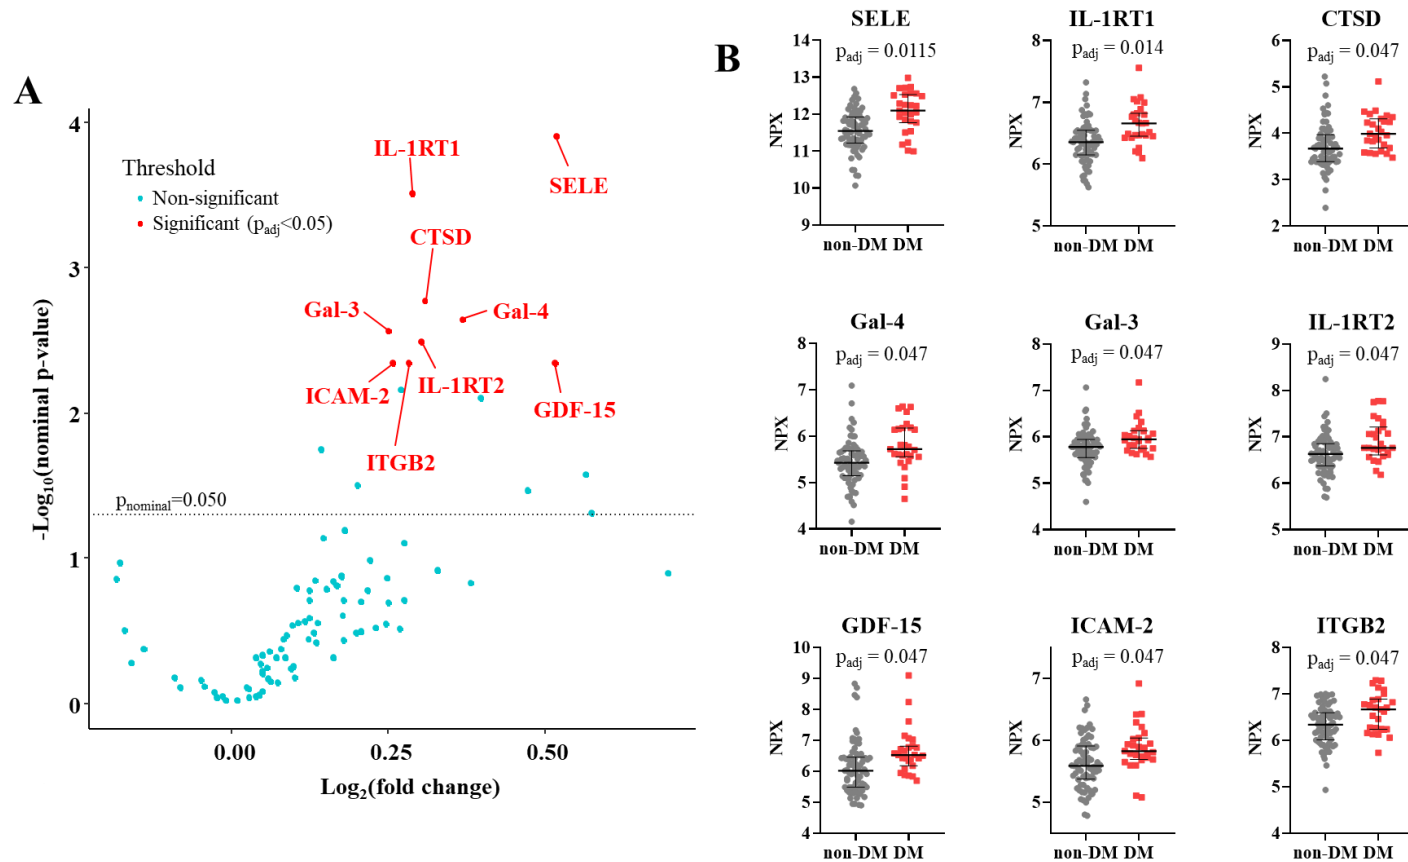 A
4
3
2
1
0
-Log10(nominal p-value)
Threshold
Non-significant
Significant (padj<0.05)
IL-1RT1
SELE
CTSD
Gal-3
Gal-4
ICAM-2
IL-1RT2
GDF-15
ITGB2
pnominal=0.050
0.00 0.25 0.50
Log2(fold change)
B
SELE
padj = 0.0115
NPX
14
13
12
11
10
9
non-DM DM
IL-1RT1
padj = 0.014
NPX
8
7
6
5
non-DM DM
CTSD
padj = 0.047
NPX
6
5
4
3
2
non-DM DM
Gal-4
padj = 0.047
NPX
8
7
6
5
4
non-DM DM
Gal-3
padj = 0.047
NPX
8
7
6
5
4
non-DM DM
IL-1RT2
padj = 0.047
NPX
9
8
7
6
5
non-DM DM
GDF-15
padj = 0.047
NPX
10
9
8
7
6
5
4
non-DM DM
ICAM-2
padj = 0.047
NPX
7
6
5
non-DM DM
ITGB2
padj = 0.047
NPX
8
7
6
5
4
non-DM DM